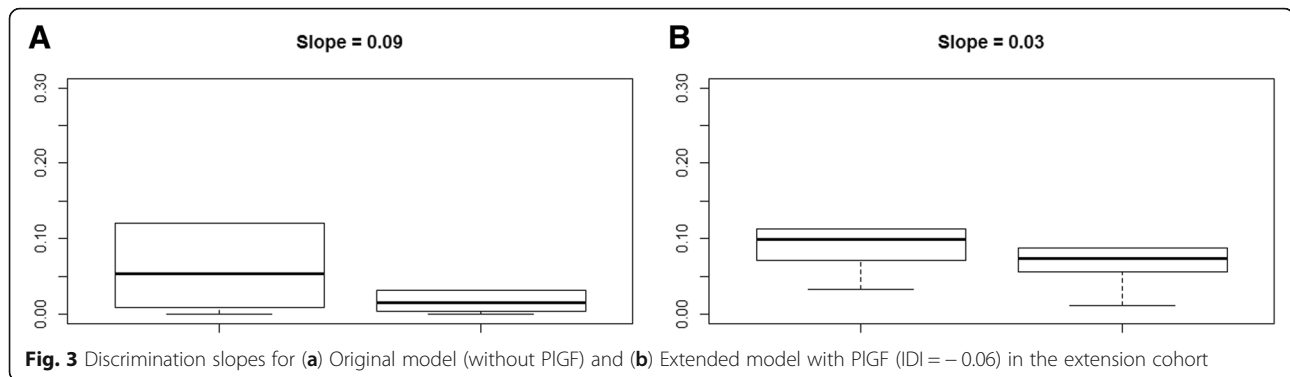 A
Slope = 0.09
0.30
0.20
0.10
0.00
B
Slope = 0.03
0.30
0.20
0.10
0.00
Fig. 3 Discrimination slopes for (a) Original model (without PlGF) and (b) Extended model with PlGF (IDI = − 0.06) in the extension cohort